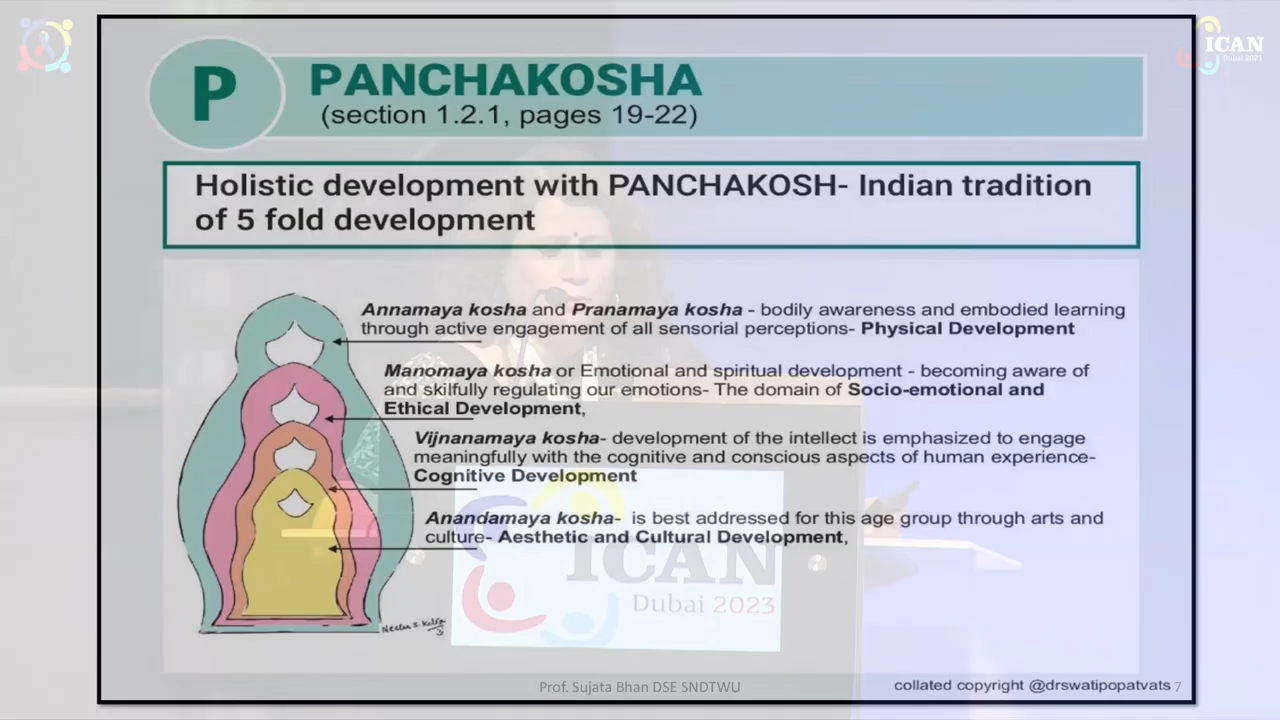 ICAN
Dubai 2023
P
PANCHAKOSHA
(section 1.2.1, pages 19-22)
Holistic development with PANCHAKOSH- Indian tradition
of 5 fold development
Annamaya kosha and Pranamaya kosha - bodily awareness and embodied learning
through active engagement of all sensorial perceptions- Physical Development
Manomaya kosha or Emotional and spiritual development - becoming aware of
and skilfully regulating our emotions- The domain of Socio-emotional and
Ethical Development,
Vijnanamaya kosha- development of the intellect is emphasized to engage
meaningfully with the cognitive and conscious aspects of human experience-
Cognitive Development
Anandamaya kosha- is best addressed for this age group through arts and
culture- Aesthetic and Cultural Development,
ICAN
Dubai 2023
Prof. Sujata Bhan DSE SNDTWU
collated copyright @drswatipopatvats 7